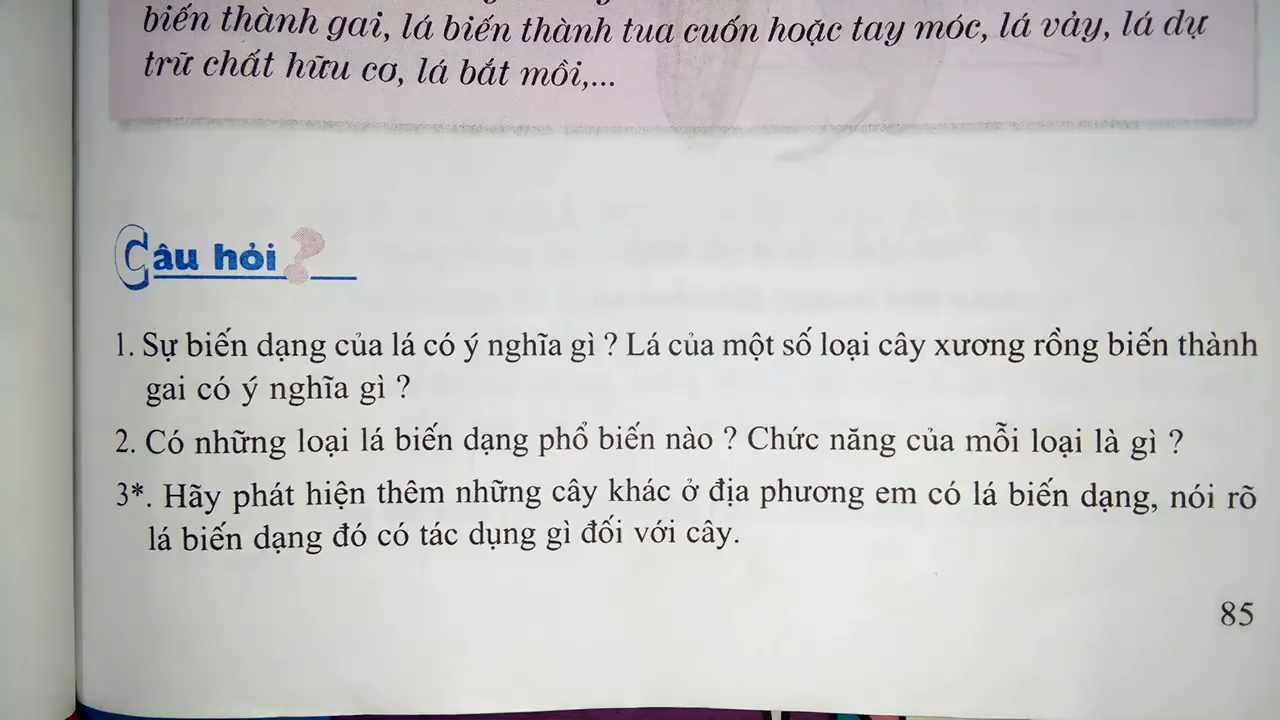 biến thành gai, lá biến thành tua cuốn hoặc tay móc, lá vảy, lá dự
trữ chất hữu cơ, lá bắt mồi,...
Câu hỏi ?
1. Sự biến dạng của lá có ý nghĩa gì ? Lá của một số loại cây xương rồng biến thành
gai có ý nghĩa gì ?
2. Có những loại lá biến dạng phổ biến nào ? Chức năng của mỗi loại là gì ?
3*. Hãy phát hiện thêm những cây khác ở địa phương em có lá biến dạng, nói rõ
lá biến dạng đó có tác dụng gì đối với cây.
85